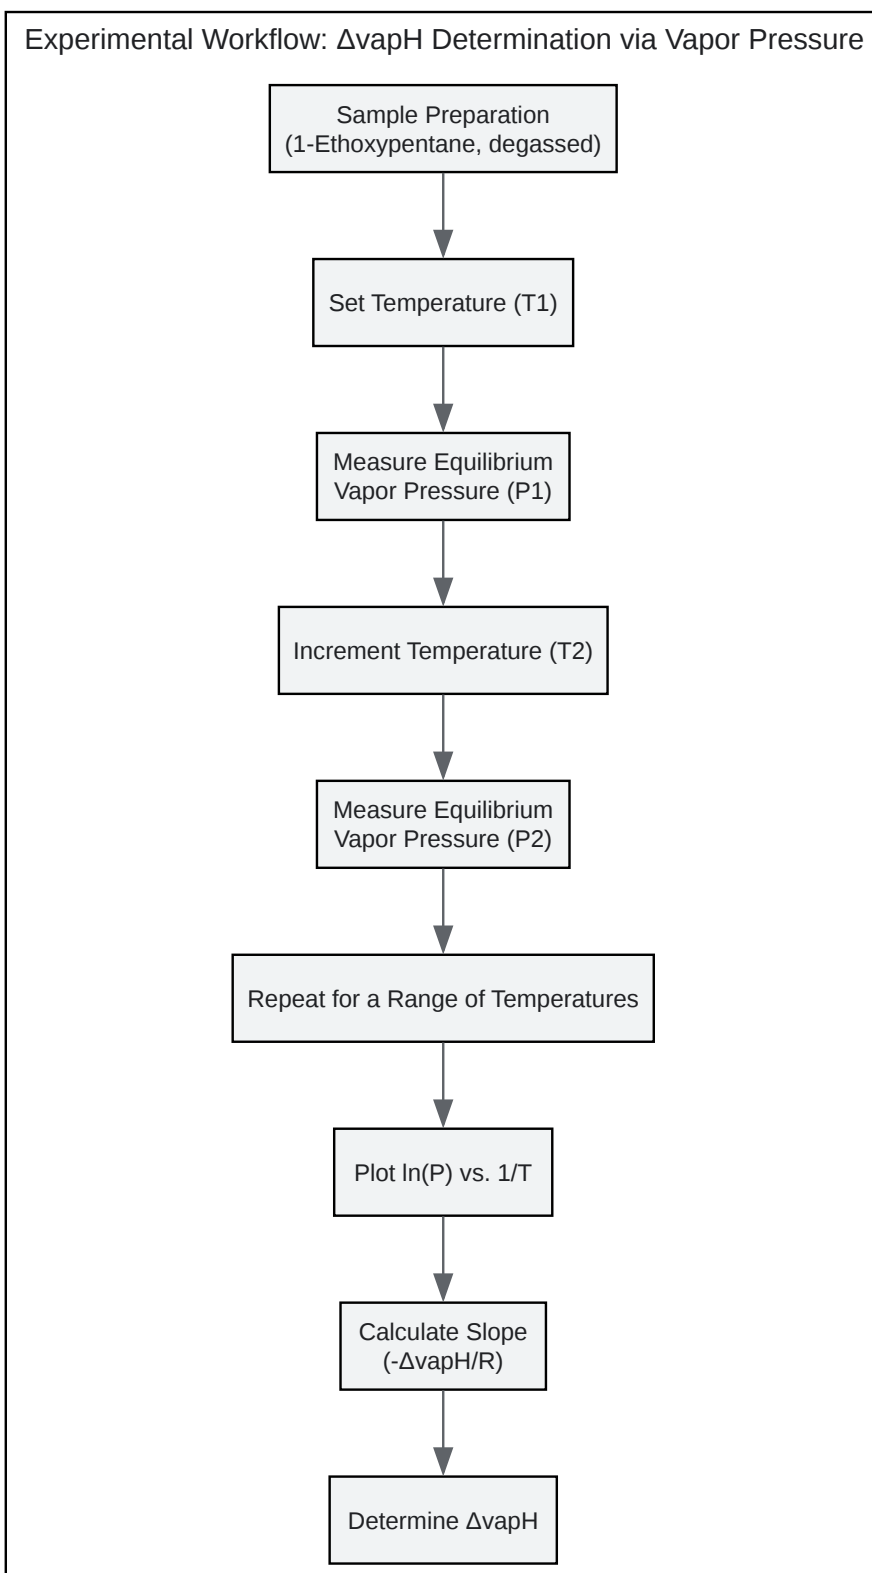 Experimental Workflow: ΔvapH Determination via Vapor Pressure
Sample Preparation
(1-Ethoxypentane, degassed)
Set Temperature (T1)
Measure Equilibrium
Vapor Pressure (P1)
Increment Temperature (T2)
Measure Equilibrium
Vapor Pressure (P2)
Repeat for a Range of Temperatures
Plot ln(P) vs. 1/T
Calculate Slope
(-ΔvapH/R)
Determine ΔvapH